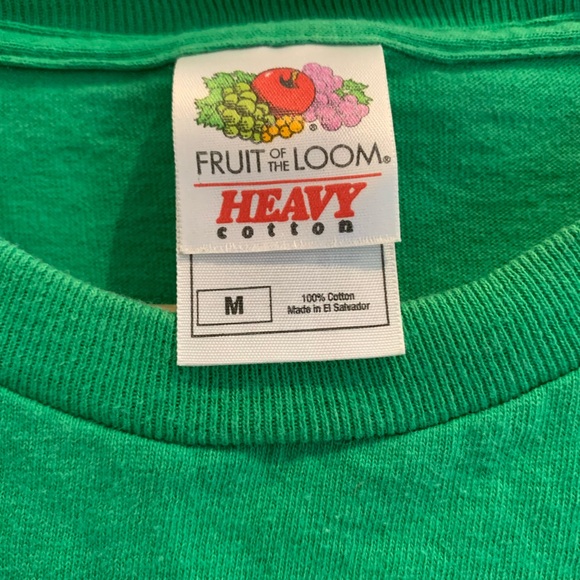 FRUIT OF THE LOOM®
HEAVY
cotton
M
100% Cotton
Made in El Salvador